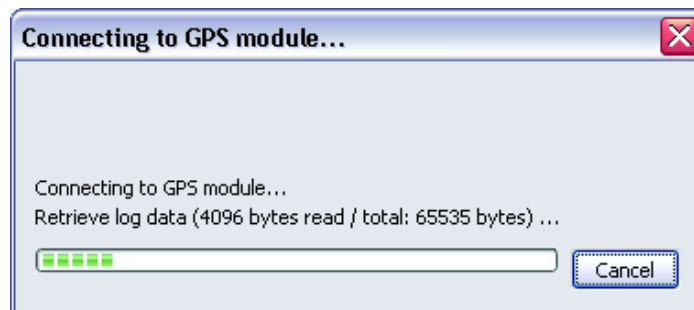 Connecting to GPS module...
Connecting to GPS module...
Retrieve log data (4096 bytes read / total: 65535 bytes) ...
Cancel